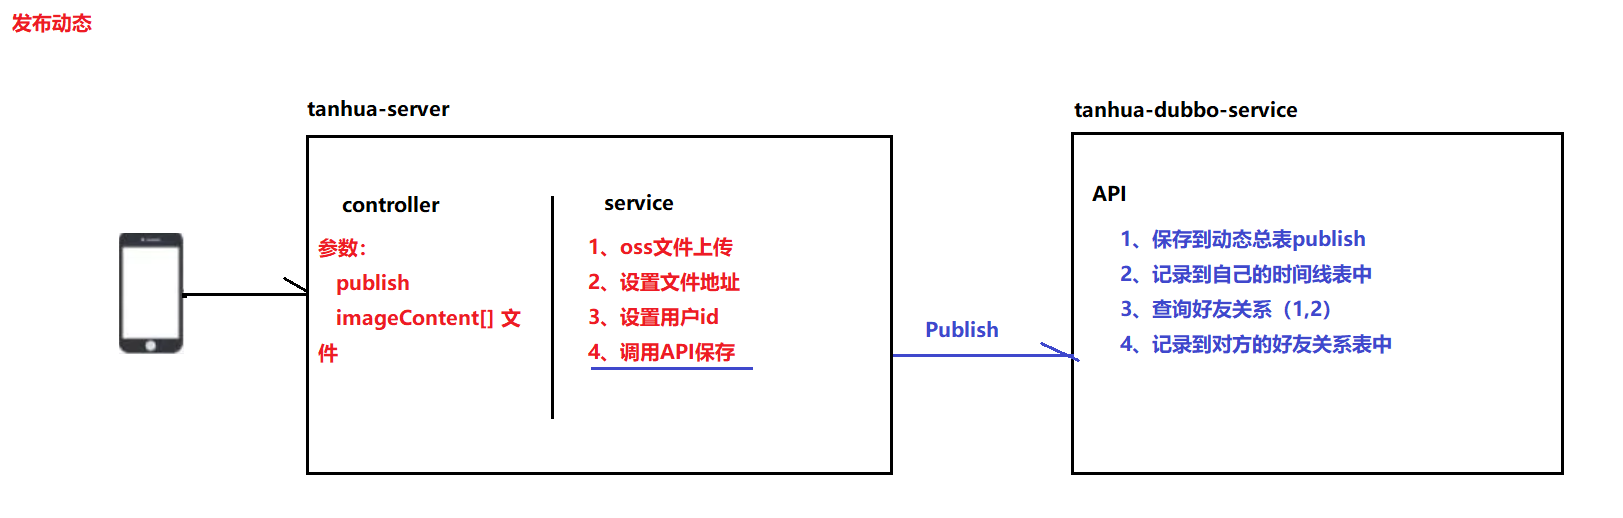 发布动态
tanhua-server
controller
参数：
publish
imageContent[] 文
件
service
1、oss文件上传
2、设置文件地址
3、设置用户id
4、调用API保存
Publish
tanhua-dubbo-service
API
1、保存到动态总表publish
2、记录到自己的时间线表中
3、查询好友关系（1,2）
4、记录到对方的好友关系表中